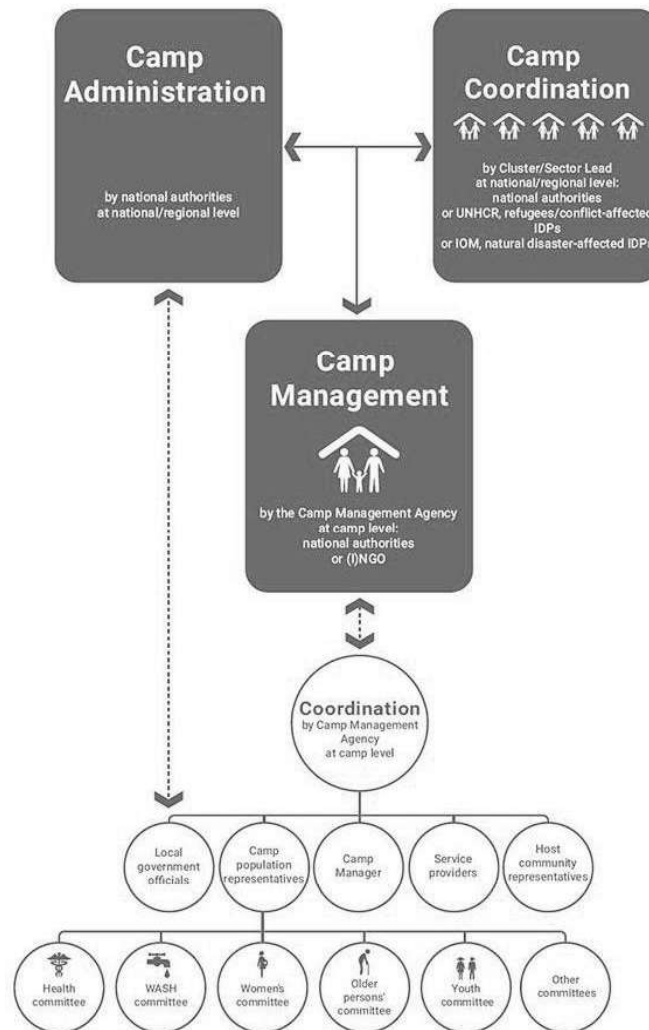 Camp
Administration
by national authorities
at national/regional level
Camp
Coordination
by Cluster/Sector Lead
at national/regional level:
national authorities
or UNHCR, refugees/conflict-affected
IDPs
or IOM, natural disaster-affected IDPs
Camp
Management
by the Camp Management Agency
at camp level:
national authorities
or (I)NGO
Coordination
by Camp Management
Agency
at camp level
Local
government
officials
Camp
population
representatives
Camp
Manager
Service
providers
Host
community
representatives
Health
committee
WASH
committee
Women's
committee
Older
persons'
committee
Youth
committee
Other
committees